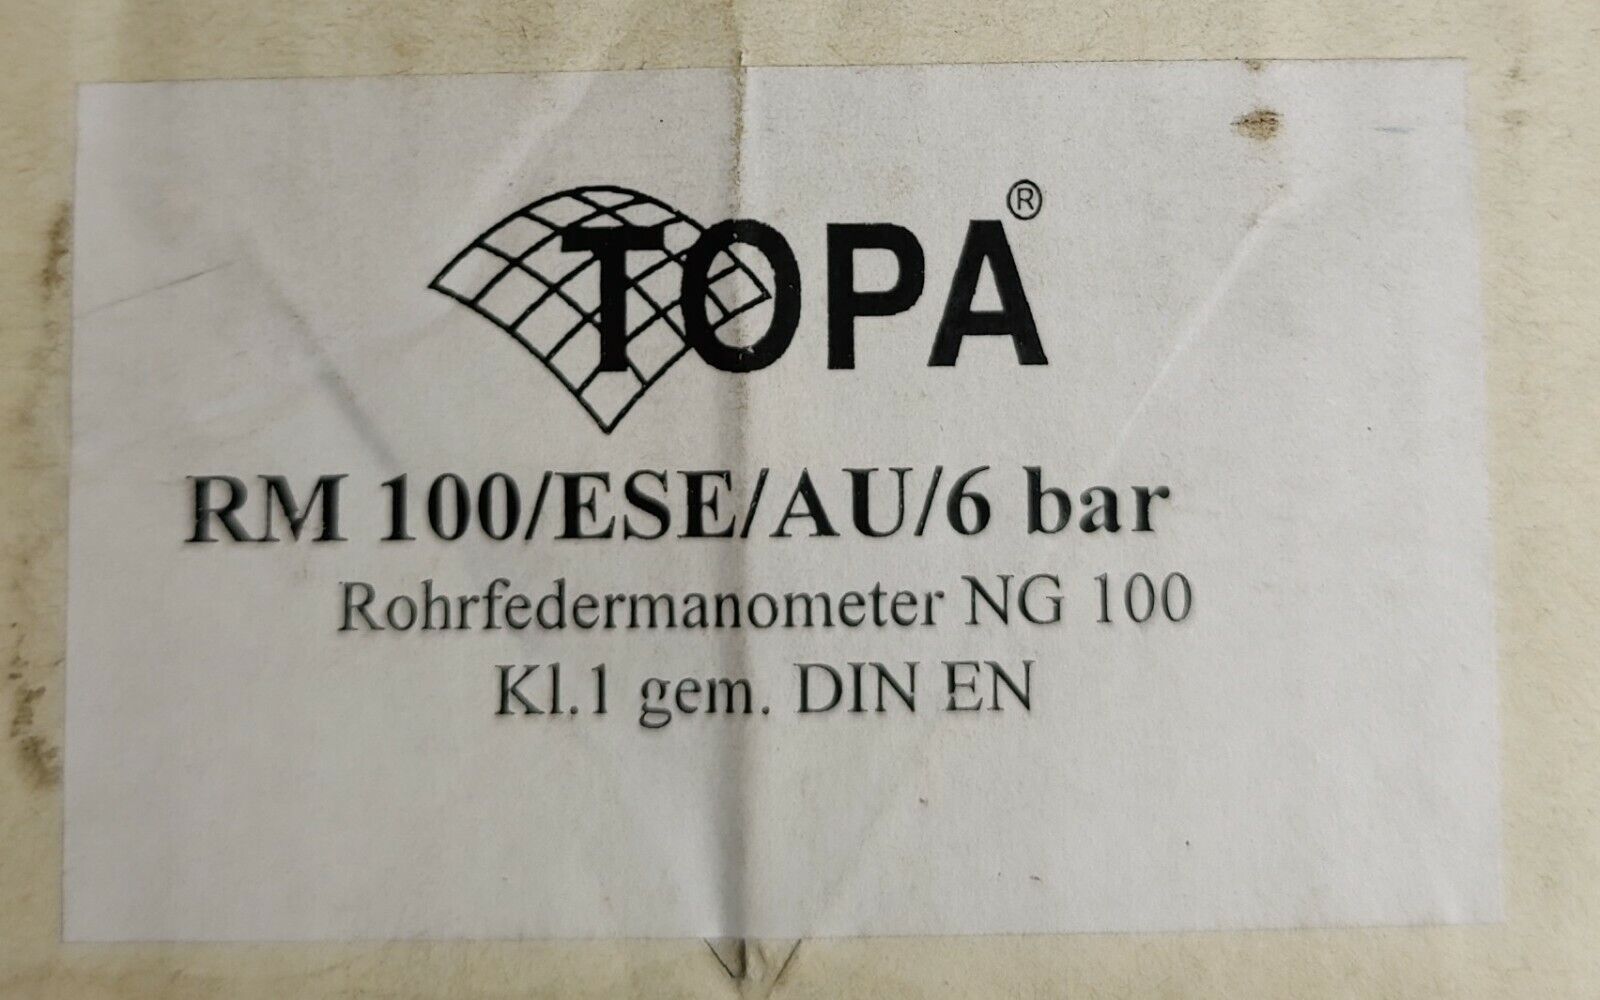 TOPA®
RM 100/ESE/AU/6 bar
Rohrfedermanometer NG 100
Kl.1 gem. DIN EN